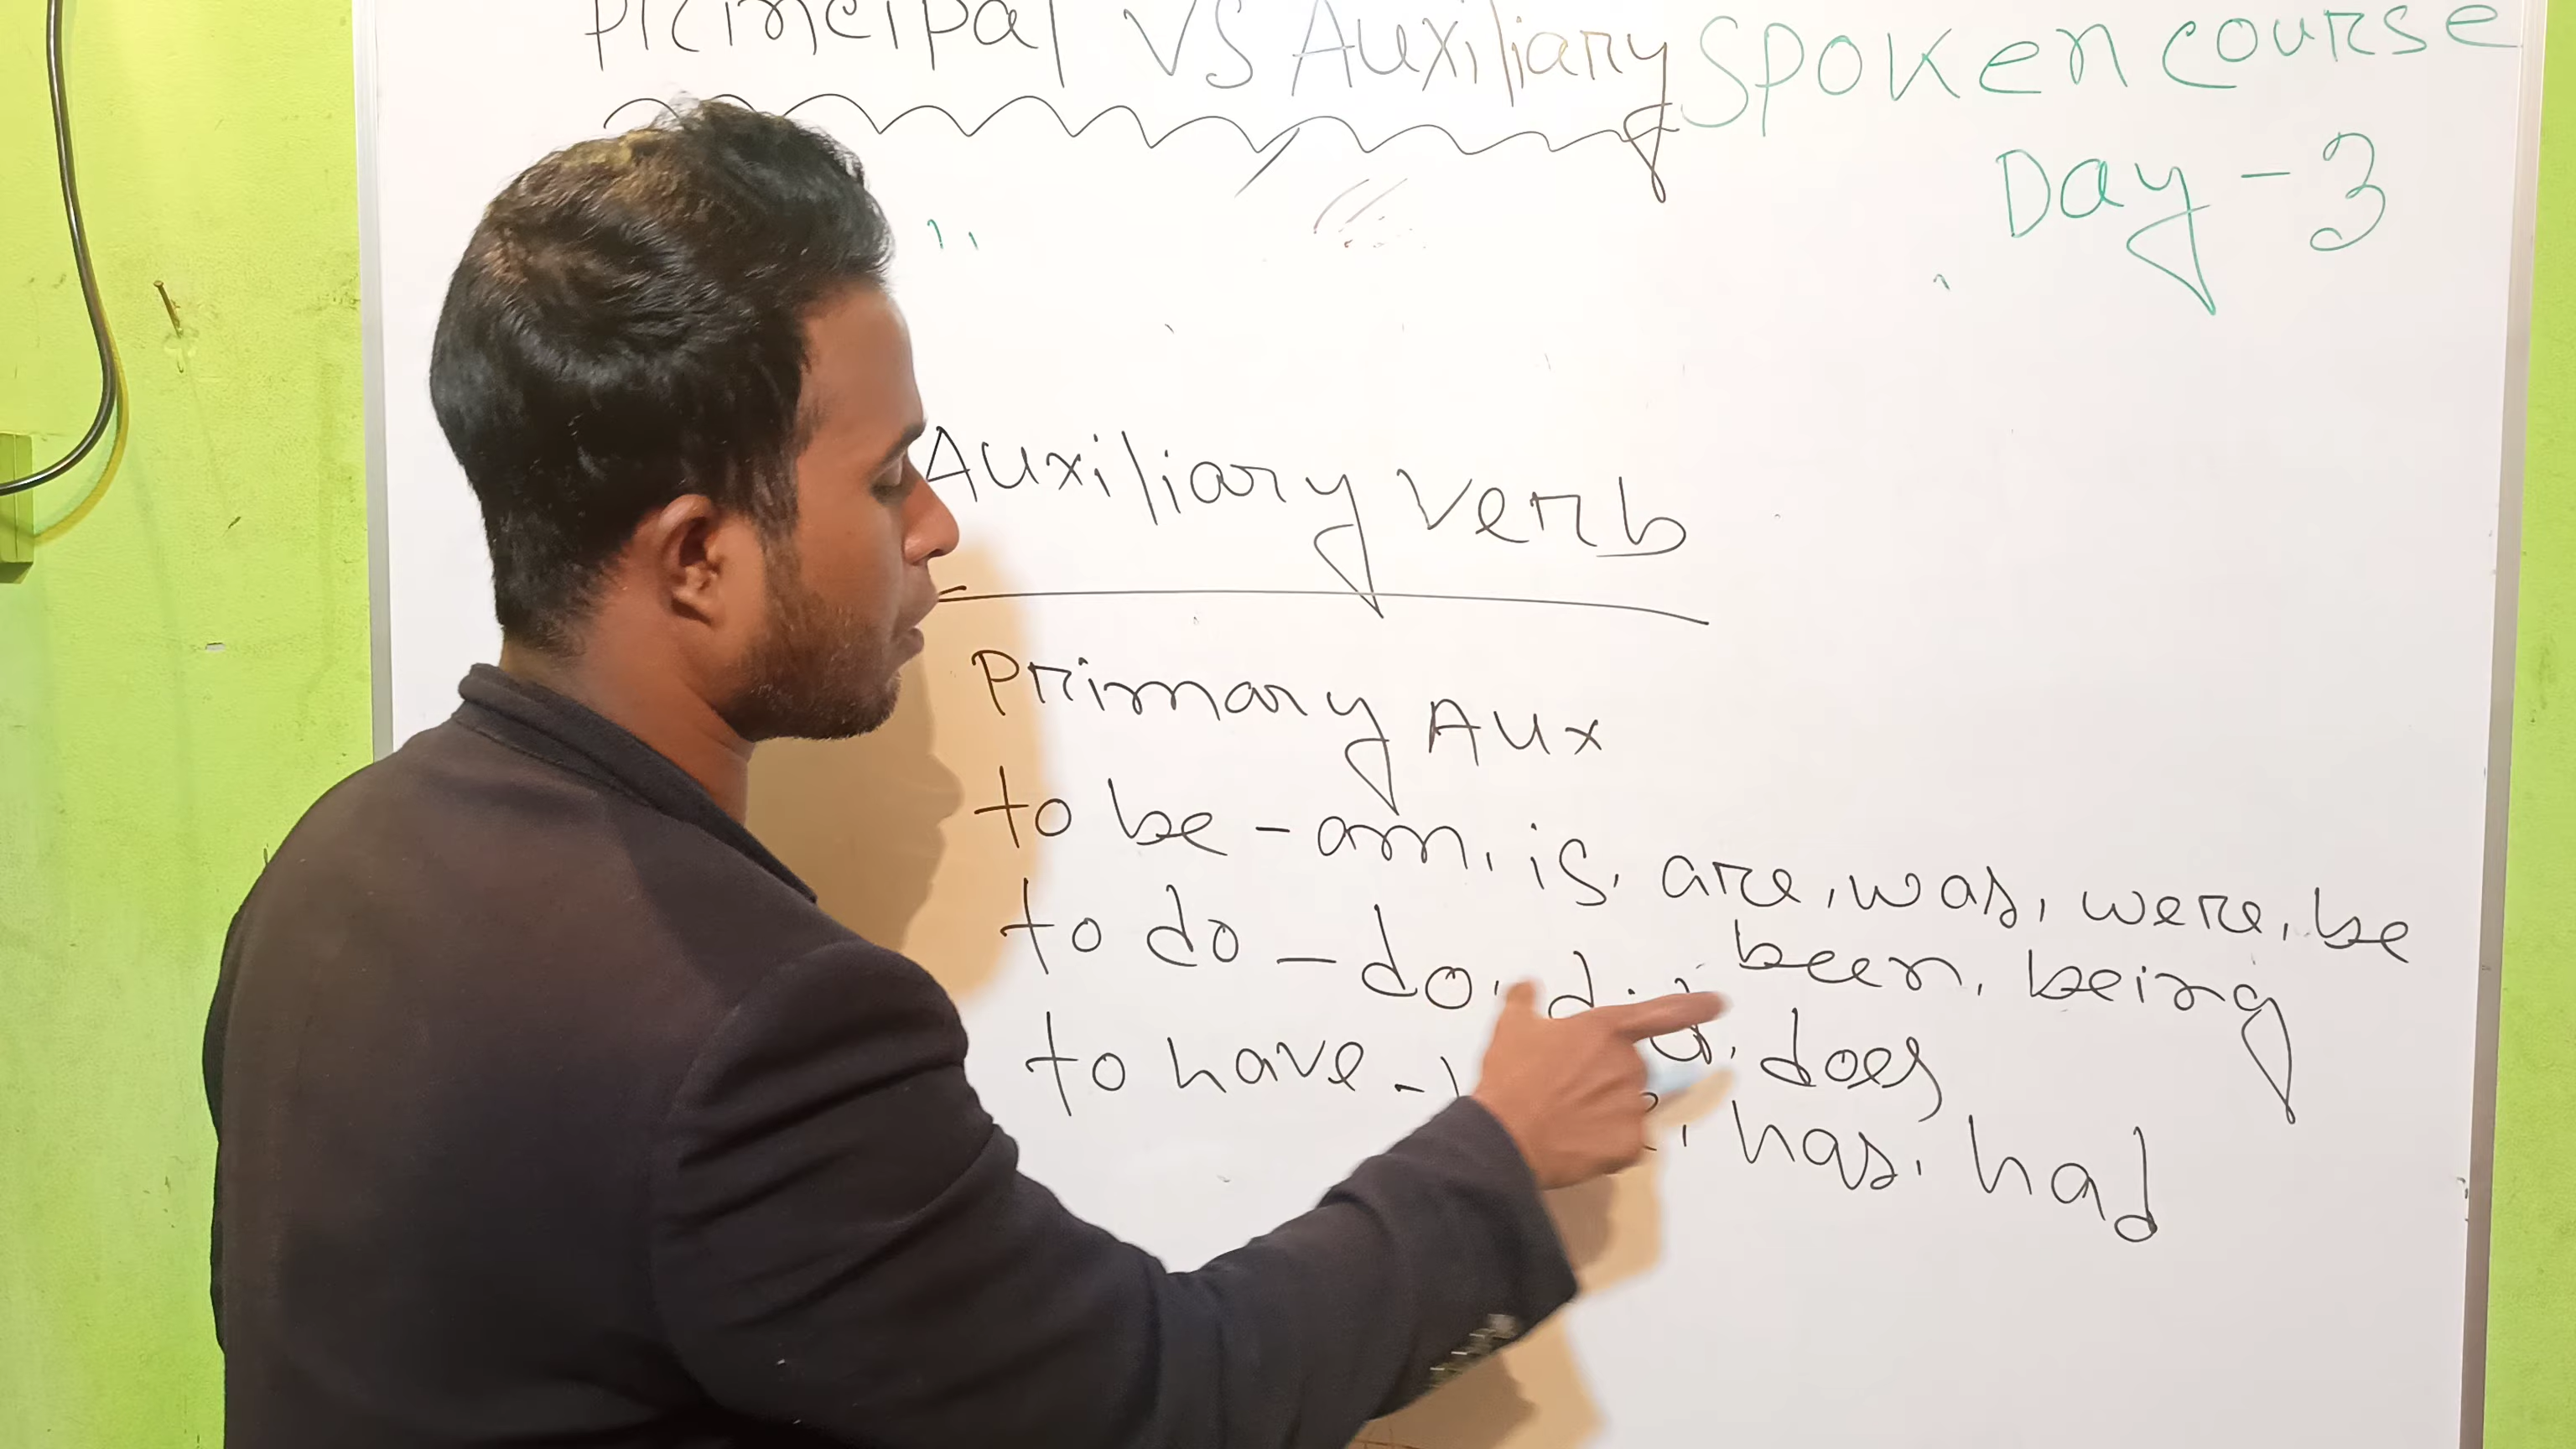 Principal VS Auxiliary
Spoken course
Day - 3
Auxiliary verb
Primary Aux
to be - am, is, are, was, were, be
been, being
to do - do, did, does
to have - has, had